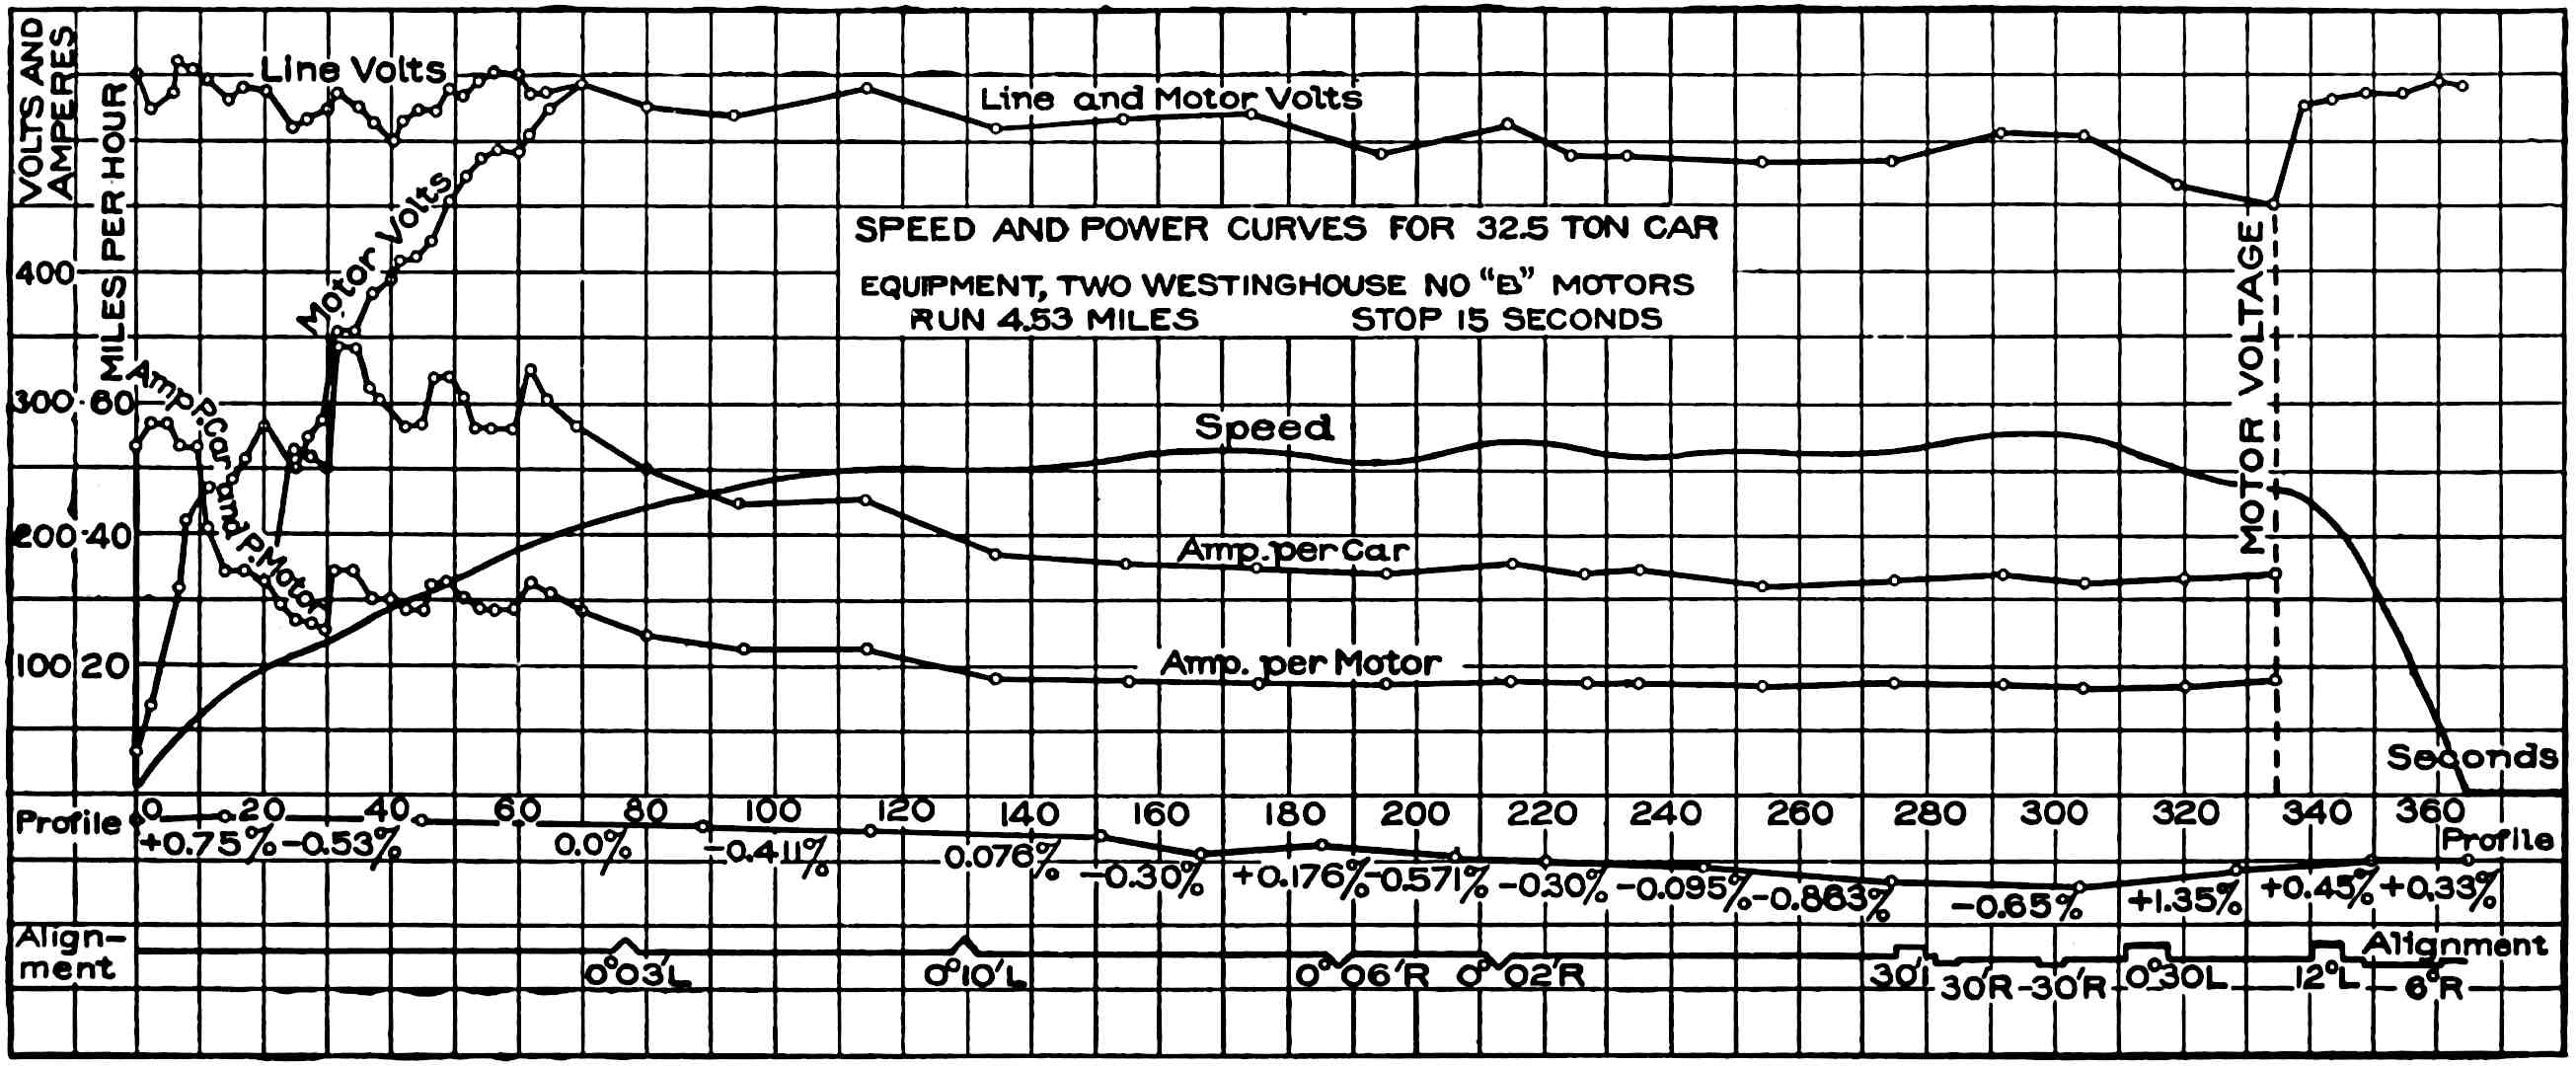 VOLTS AND
AMPERES
MILES PER HOUR
Line Volts
Line and Motor Volts
Motor Volts
SPEED AND POWER CURVES FOR 32.5 TON CAR
EQUIPMENT, TWO WESTINGHOUSE NO "B" MOTORS
RUN 4.53 MILES STOP 15 SECONDS
MOTOR VOLTAGE
400
300 60
200 40
100 20
Amp P. Car and P. Motor
Speed
Amp. per Car
Amp. per Motor
Seconds
0 20 40 60 80 100 120 140 160 180 200 220 240 260 280 300 320 340 360
Profile
Profile
+0.75% -0.53% 0.0% -0.411% 0.076% -0.30% +0.176% -0.571% -0.30% -0.095% -0.863% -0.65% +1.35% +0.45% +0.33%
Align-
ment
Alignment
0°03'L 0°10'L 0°06'R 0°02'R 30'R -30'R 0°30L 12°L 6°R